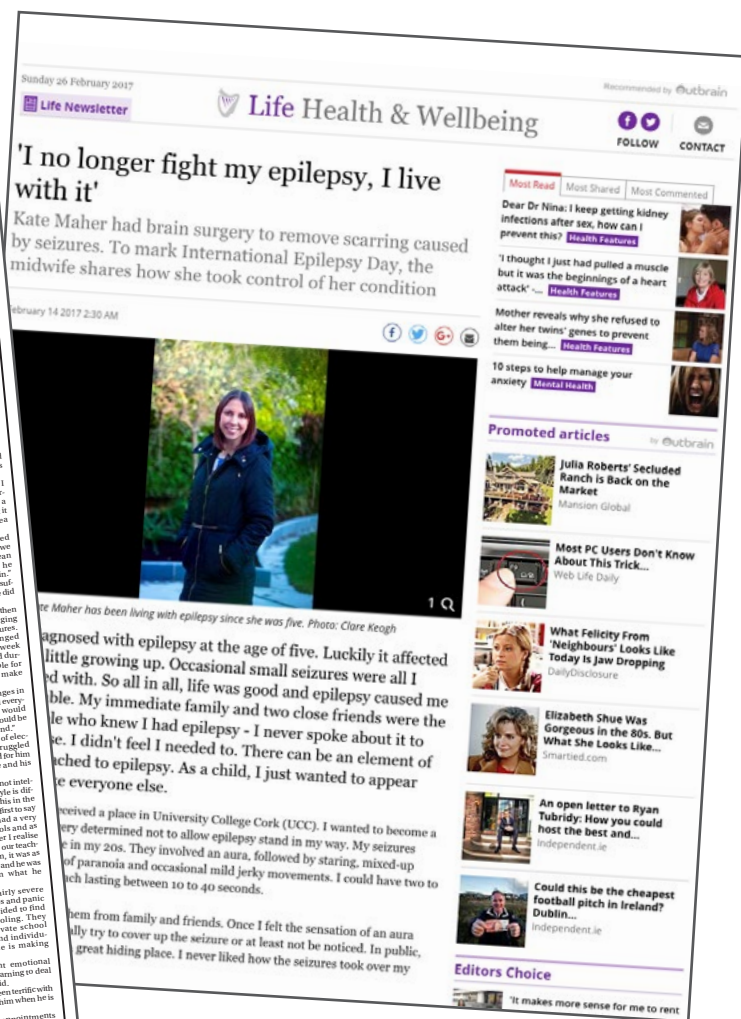 Sunday 26 February 2017
Recommended by Outbrain
Life Newsletter
Life Health & Wellbeing
FOLLOW
CONTACT
'I no longer fight my epilepsy, I live
with it'
Kate Maher had brain surgery to remove scarring caused
by seizures. To mark International Epilepsy Day, the
midwife shares how she took control of her condition
February 14 2017 2:30 AM
1
te Maher has been living with epilepsy since she was five. Photo: Clare Keogh
agnosed with epilepsy at the age of five. Luckily it affected
little growing up. Occasional small seizures were all I
ed with. So all in all, life was good and epilepsy caused me
ble. My immediate family and two close friends were the
le who knew I had epilepsy - I never spoke about it to
se. I didn't feel I needed to. There can be an element of
ached to epilepsy. As a child, I just wanted to appear
ke everyone else.
eceived a place in University College Cork (UCC). I wanted to become a
ery determined not to allow epilepsy stand in my way. My seizures
e in my 20s. They involved an aura, followed by staring, mixed-up
of paranoia and occasional mild jerky movements. I could have two to
ach lasting between 10 to 40 seconds.
hem from family and friends. Once I felt the sensation of an aura
ally try to cover up the seizure or at least not be noticed. In public,
great hiding place. I never liked how the seizures took over my
Most Read
Most Shared
Most Commented
Dear Dr Nina: I keep getting kidney
infections after sex, how can I
prevent this? Health Features
'I thought I just had pulled a muscle
but it was the beginnings of a heart
attack' -... Health Features
Mother reveals why she refused to
alter her twins' genes to prevent
them being... Health Features
10 steps to help manage your
anxiety Mental Health
Promoted articles
by Outbrain
Julia Roberts' Secluded
Ranch is Back on the
Market
Mansion Global
Most PC Users Don't Know
About This Trick...
Web Life Daily
What Felicity From
'Neighbours' Looks Like
Today Is Jaw Dropping
DailyDisclosure
Elizabeth Shue Was
Gorgeous in the 80s. But
What She Looks Like...
Smartied.com
An open letter to Ryan
Tubridy: How you could
host the best and...
Independent.ie
Could this be the cheapest
football pitch in Ireland?
Dublin...
Independent.ie
Editors Choice
'It makes more sense for me to rent